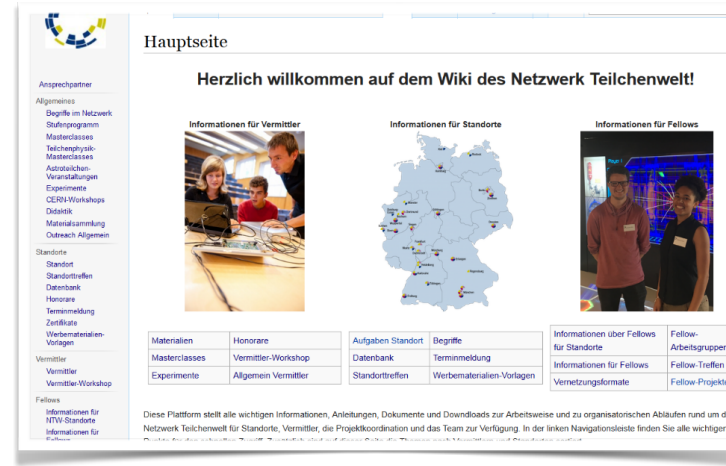 Hauptseite
Herzlich willkommen auf dem Wiki des Netzwerk Teilchenwelt!
Ansprechpartner
Allgemeines
Begriffe im Netzwerk
Stufenprogramm
Masterclasses
Teilchenphysik-
Masterclasses
Astroteilchen-
Veranstaltungen
Experimente
CERN-Workshops
Didaktik
Materialsammlung
Outreach Allgemein
Standorte
Standort
Standorttreffen
Datenbank
Honorare
Terminmeldung
Zertifikate
Werbematerialien-
Vorlagen
Vermittler
Vermittler
Vermittler-Workshop
Fellows
Informationen für
NTW-Standorte
Informationen für
Fellows
Informationen für Vermittler
Informationen für Standorte
Informationen für Fellows
Page 1
Materialien Honorare
Masterclasses Vermittler-Workshop
Experimente Allgemein Vermittler
Aufgaben Standort Begriffe
Datenbank Terminmeldung
Standorttreffen Werbematerialien-Vorlagen
Informationen über Fellows Fellow-
für Standorte Arbeitsgruppen
Informationen für Fellows Fellow-Treffen
Vernetzungsformate Fellow-Projekte
Diese Plattform stellt alle wichtigen Informationen, Anleitungen, Dokumente und Downdloads zur Arbeitsweise und zu organisatorischen Abläufen rund um d
Netzwerk Teilchenwelt für Standorte, Vermittler, die Projektkoordination und das Team zur Verfügung. In der linken Navigationsleiste finden Sie alle wichtigen